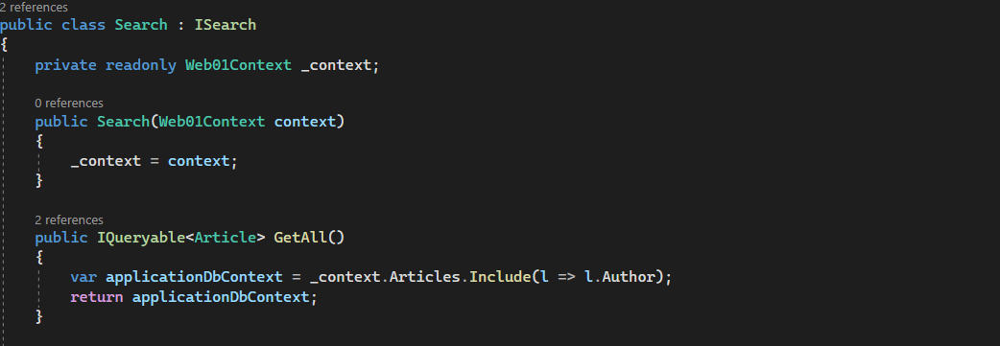 2 references
public class Search : ISearch
{
private readonly Web01Context _context;
0 references
public Search(Web01Context context)
{
_context = context;
}
2 references
public IQueryable<Article> GetAll()
{
var applicationDbContext = _context.Articles.Include(l => l.Author);
return applicationDbContext;
}